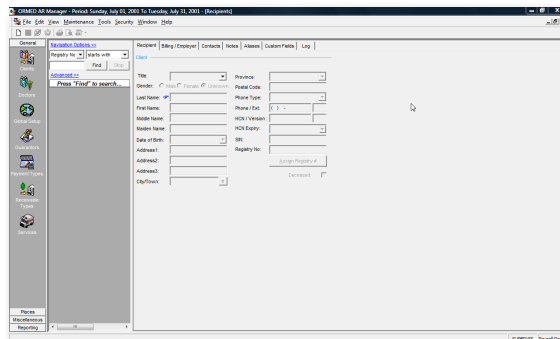 ORMED AR Manager - Period: Sunday, July 01, 2001 To Tuesday, July 31, 2001 - [Recipients]
File Edit View Maintenance Tools Security Window Help
General
Clients
Doctors
Global Setup
Guarantors
Payment Types
Receivable Types
Services
Places
Miscellaneous
Reporting
Navigation Options >>
Registry No starts with
Find Stop
Advanced >>
Press "Find" to search...
Recipient Billing / Employer Contacts Notes Aliases Custom Fields Log
Client
Title: Province:
Gender: Male Female Unknown Postal Code:
Last Name: Phone Type:
First Name: Phone / Ext: ( ) -
Middle Name: HCN / Version:
Maiden Name: HCN Expiry:
Date of Birth: SIN:
Address1: Registry No:
Address2: Assign Registry #
Address3: Deceased
City/Town: